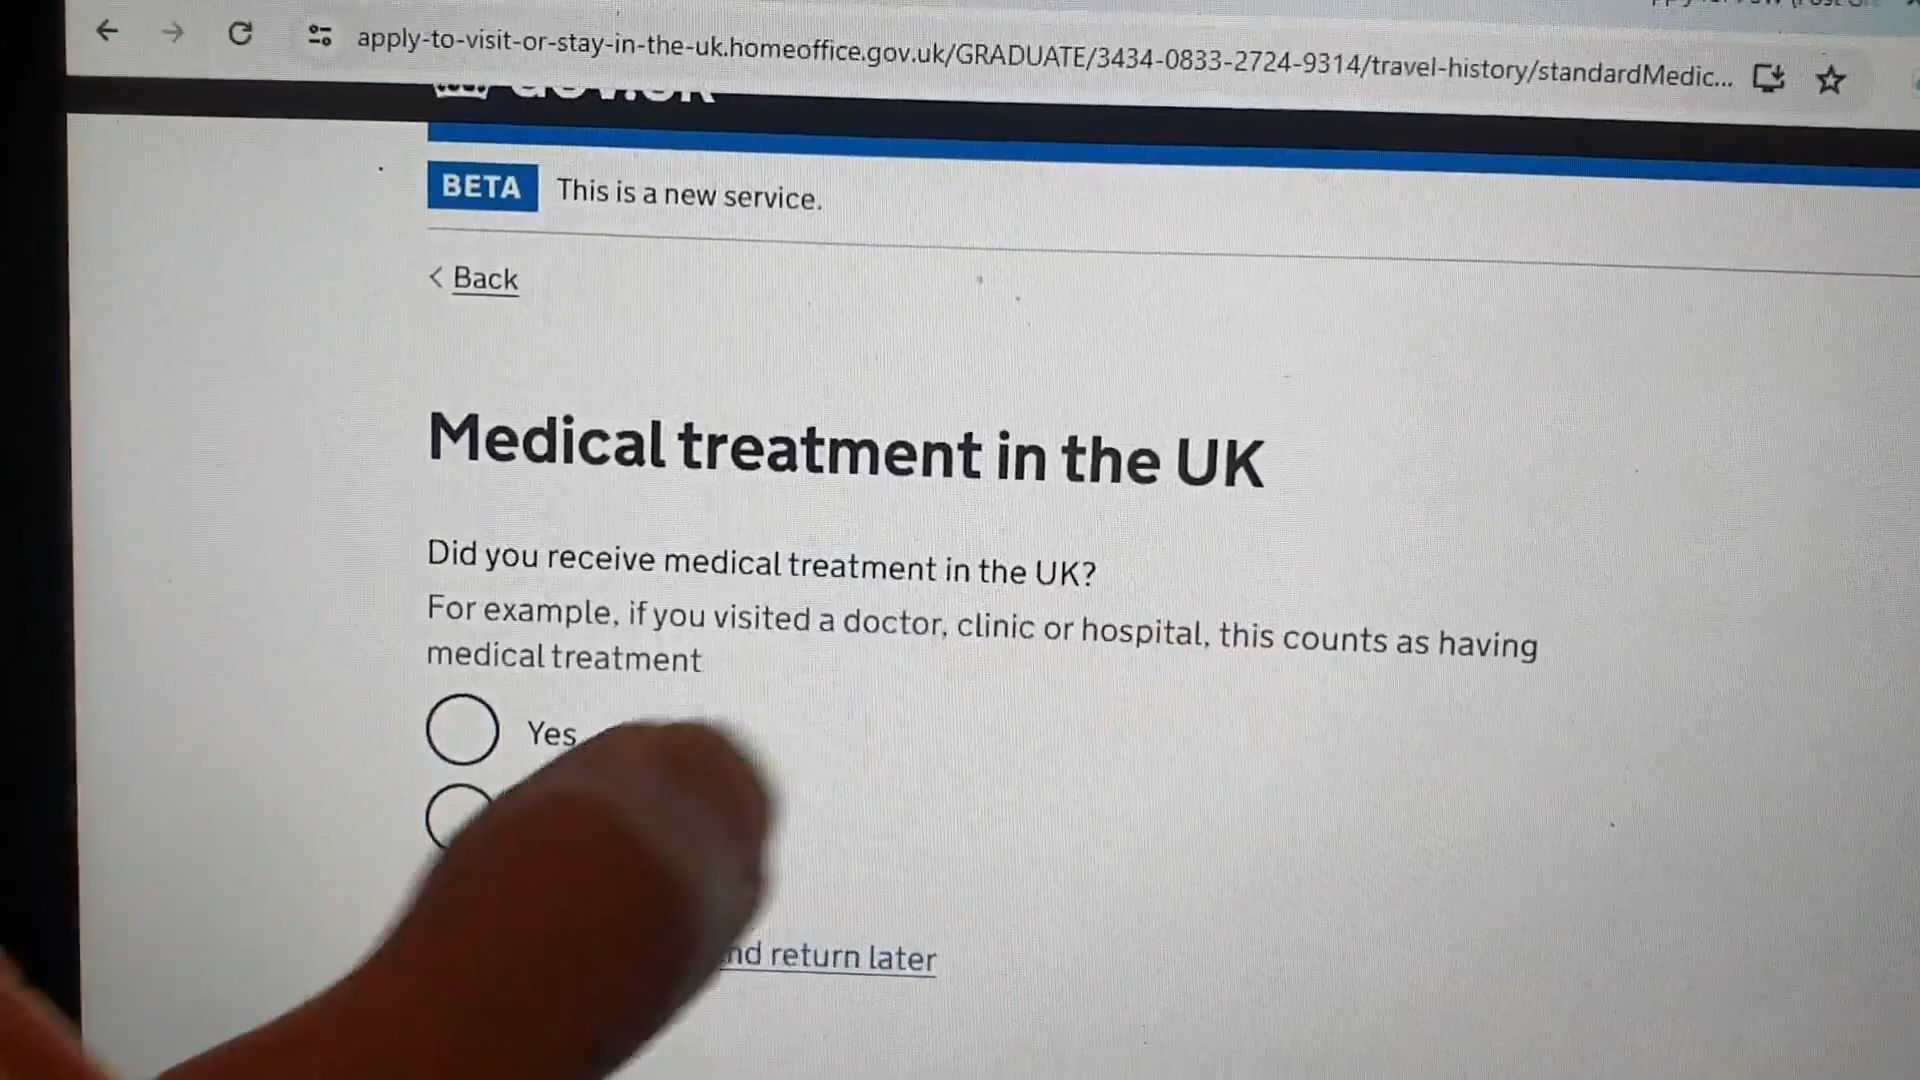 apply-to-visit-or-stay-in-the-uk.homeoffice.gov.uk/GRADUATE/3434-0833-2724-9314/travel-history/standardMedic...
BETA This is a new service.
< Back
Medical treatment in the UK
Did you receive medical treatment in the UK?
For example, if you visited a doctor, clinic or hospital, this counts as having
medical treatment
Yes
return later